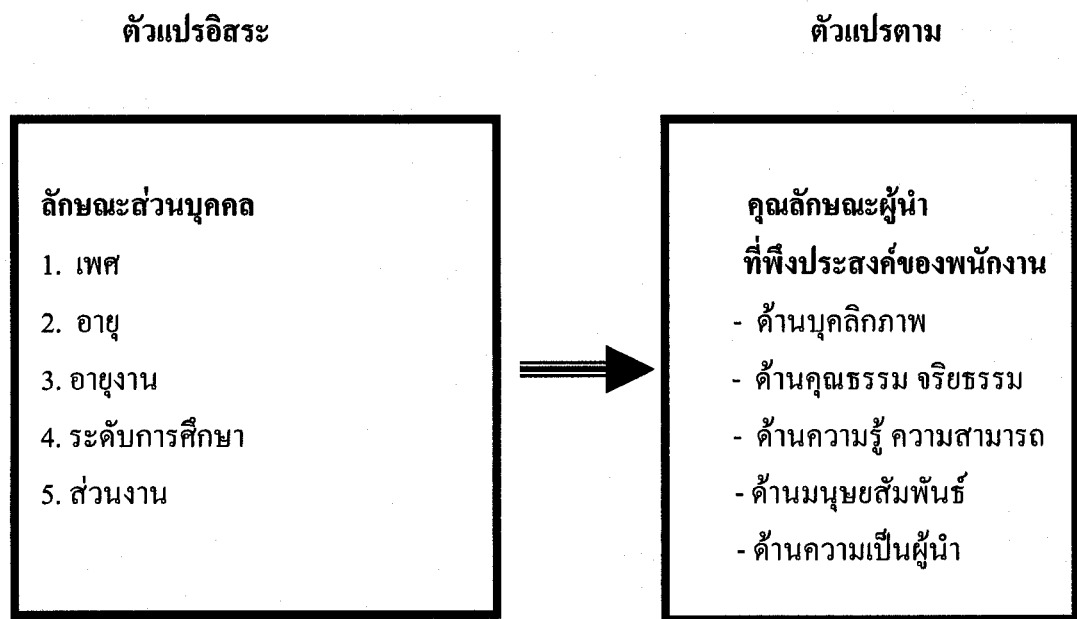 ตัวแปรอิสระ
ตัวแปรตาม
ลักษณะส่วนบุคคล
1. เพศ
2. อายุ
3. อายุงาน
4. ระดับการศึกษา
5. ส่วนงาน
คุณลักษณะผู้นำ
ที่พึงประสงค์ของพนักงาน
- ด้านบุคลิกภาพ
- ด้านคุณธรรม จริยธรรม
- ด้านความรู้ ความสามารถ
- ด้านมนุษยสัมพันธ์
- ด้านความเป็นผู้นำ